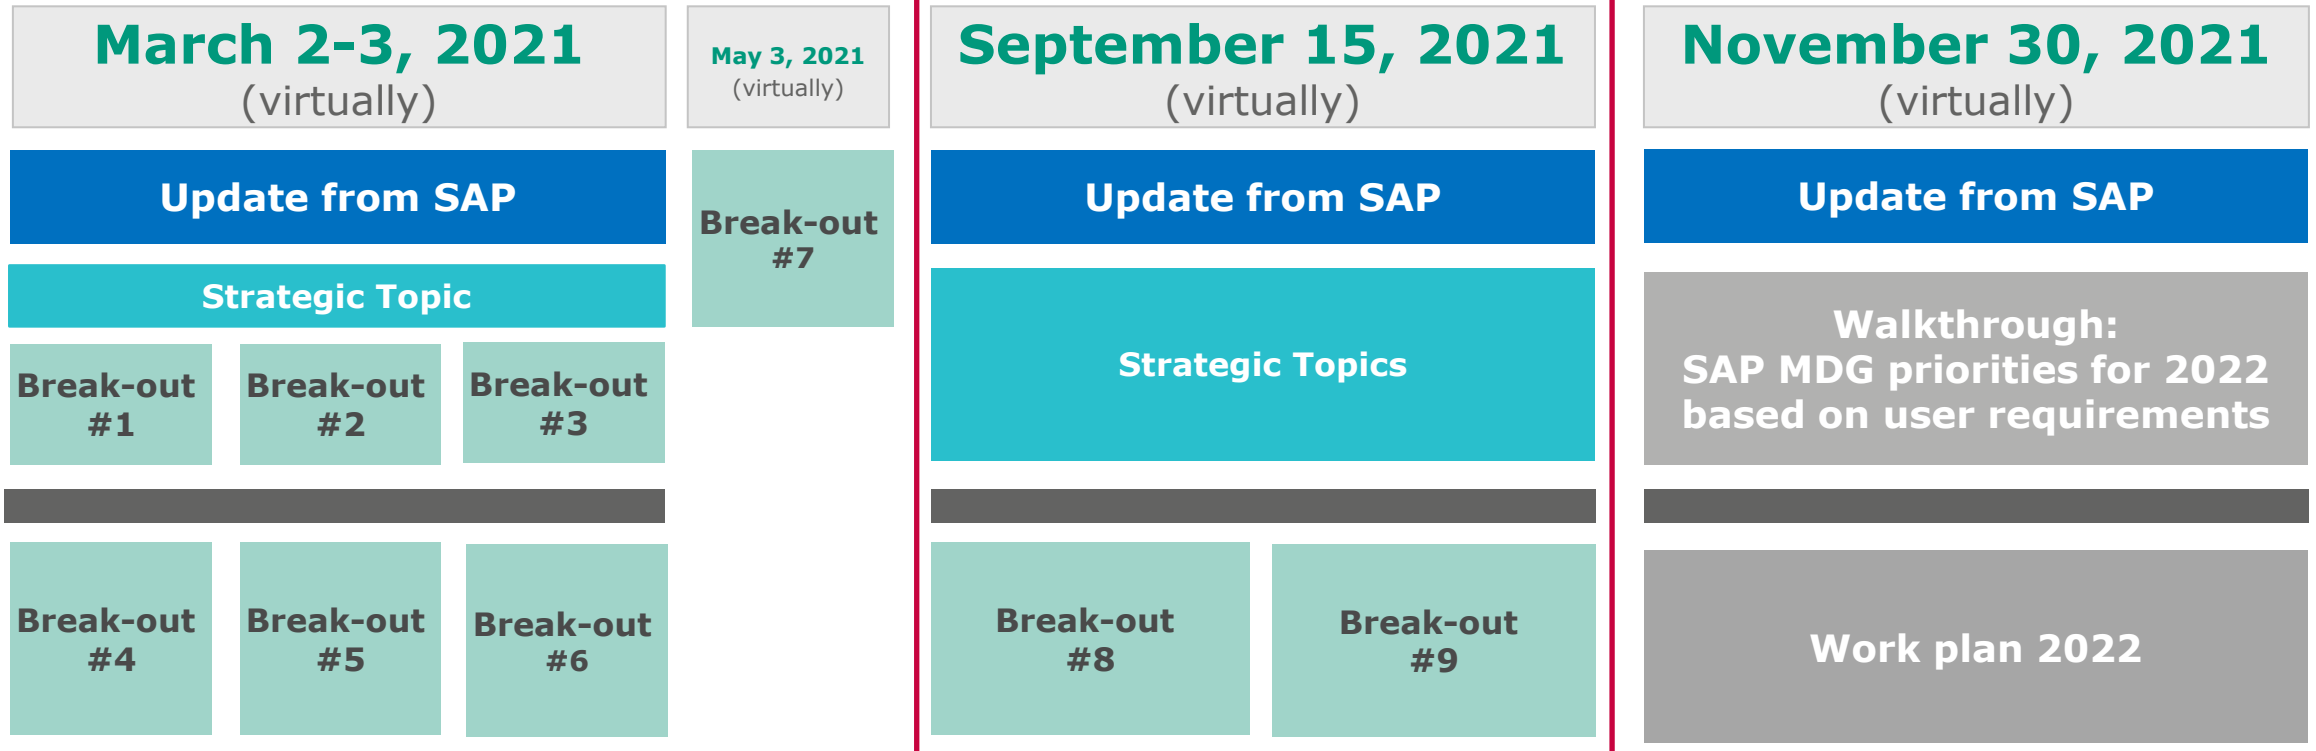 March 2-3, 2021
(virtually)
Update from SAP
Strategic Topic
Break-out
#1
Break-out
#2
Break-out
#3
Break-out
#4
Break-out
#5
Break-out
#6
May 3, 2021
(virtually)
Break-out
#7
September 15, 2021
(virtually)
Update from SAP
Strategic Topics
Break-out
#8
Break-out
#9
November 30, 2021
(virtually)
Update from SAP
Walkthrough:
SAP MDG priorities for 2022
based on user requirements
Work plan 2022